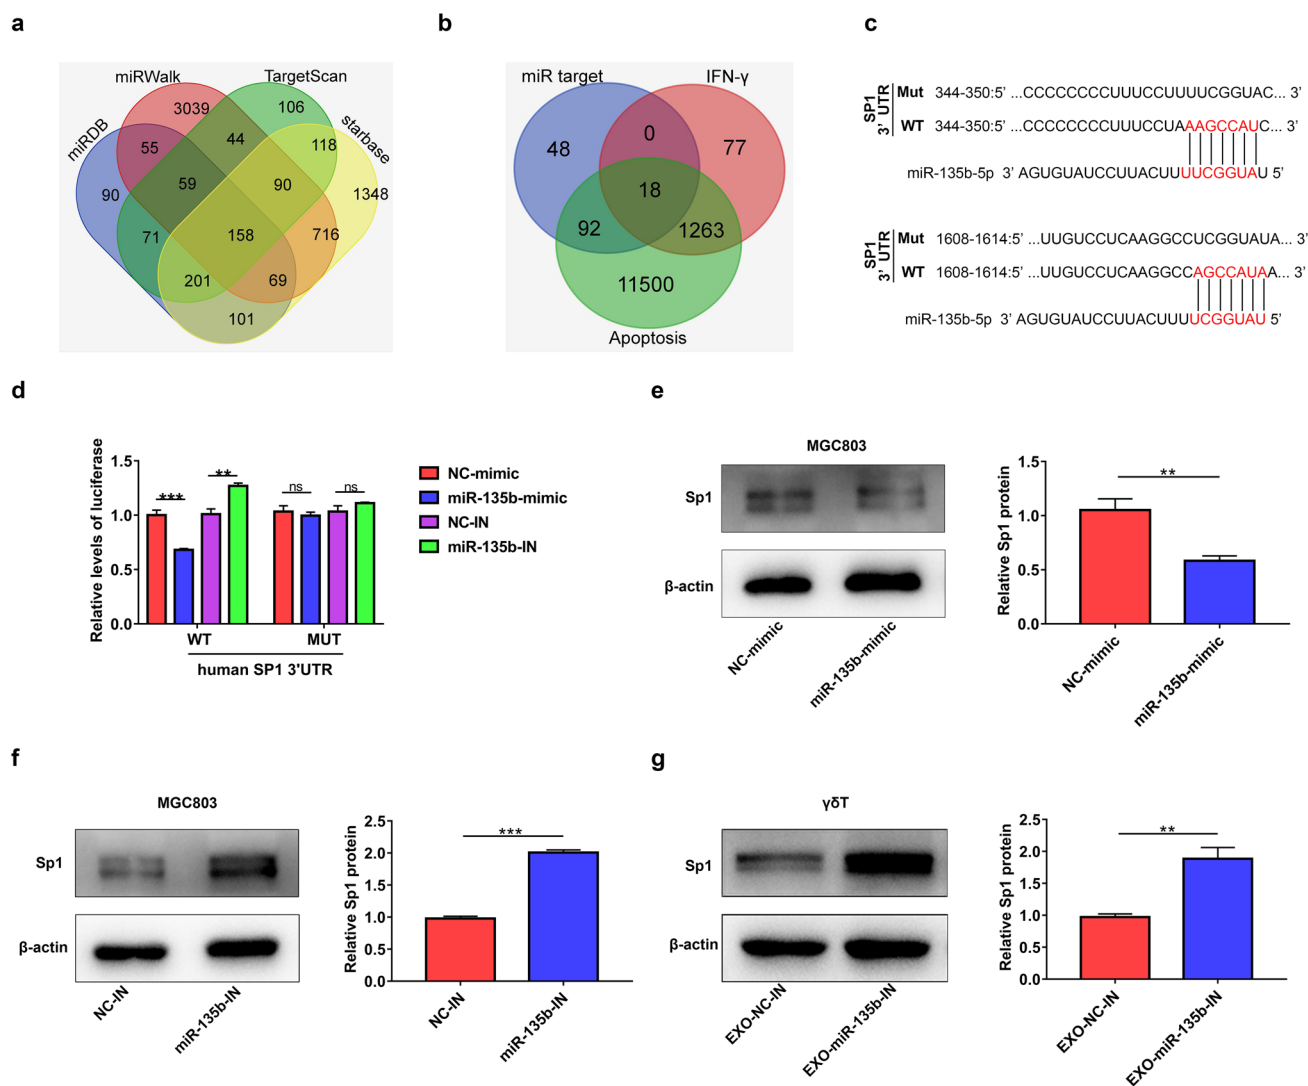 a
miRWalk
TargetScan
miRDB
starbase
3039
106
55
44
118
90
59
90
1348
71
158
716
201
69
101
b
miR target
IFN-γ
48
0
77
18
92
1263
11500
Apoptosis
c
SP1
3’ UTR
Mut 344-350:5’ ...CCCCCCCCUUUCCUUUUCGGUAC... 3’
WT 344-350:5’ ...CCCCCCCCUUUCCUAAAGCCAUC... 3’
miR-135b-5p 3’ AGUGUAUCCUUACUUUUCGGUAU 5’
SP1
3’ UTR
Mut 1608-1614:5’ ...UUGUCCUCAAGGCCUCGGUAUA... 3’
WT 1608-1614:5’ ...UUGUCCUCAAGGCCAGCCAUAA... 3’
miR-135b-5p 3’ AGUGUAUCCUUACUUUUCGGUAU 5’
d
Relative levels of luciferase
1.5
1.0
0.5
0.0
***
**
ns
ns
WT
MUT
human SP1 3'UTR
NC-mimic
miR-135b-mimic
NC-IN
miR-135b-IN
e
MGC803
Sp1
β-actin
NC-mimic
miR-135b-mimic
Relative Sp1 protein
1.5
1.0
0.5
0.0
**
NC-mimic
miR-135b-mimic
f
MGC803
Sp1
β-actin
NC-IN
miR-135b-IN
Relative Sp1 protein
2.5
2.0
1.5
1.0
0.5
0.0
***
NC-IN
miR-135b-IN
g
γδT
Sp1
β-actin
EXO-NC-IN
EXO-miR-135b-IN
Relative Sp1 protein
2.5
2.0
1.5
1.0
0.5
0.0
**
EXO-NC-IN
EXO-miR-135b-IN